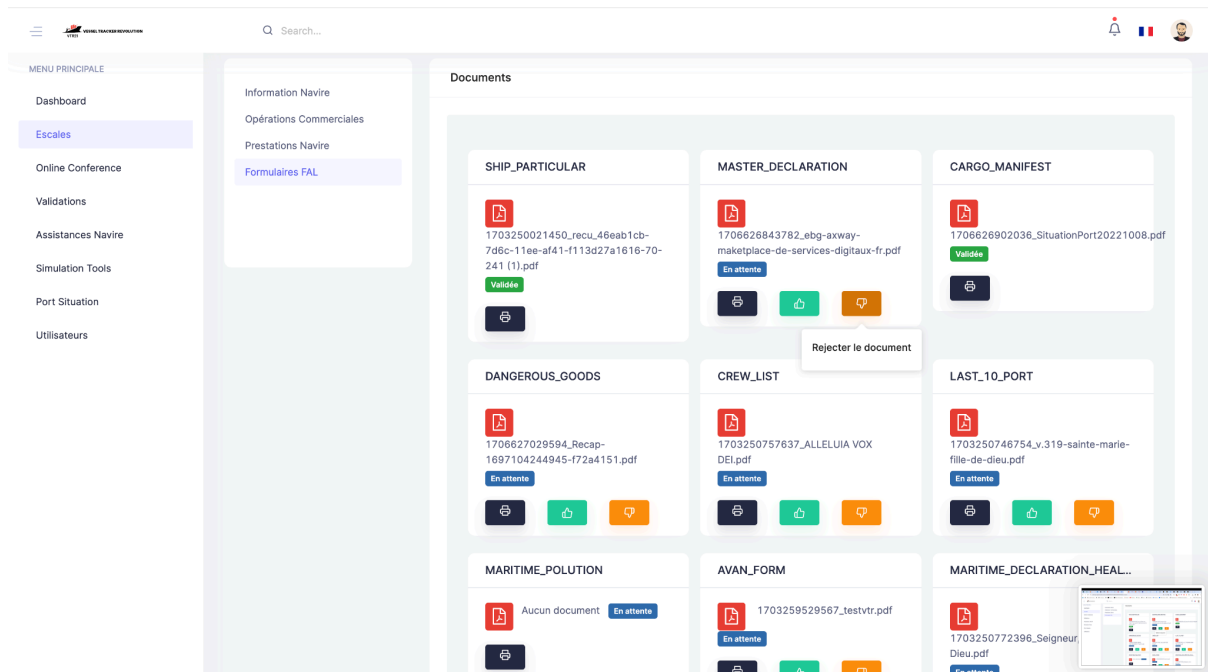 VESSEL TRACKER REVOLUTION
Search...
MENU PRINCIPALE
Dashboard
Escales
Online Conference
Validations
Assistances Navire
Simulation Tools
Port Situation
Utilisateurs
Information Navire
Opérations Commerciales
Prestations Navire
Formulaires FAL
Documents
SHIP_PARTICULAR
1703250021450_recu_46eab1cb-
7d6c-11ee-af41-f113d27a1616-70-
241 (1).pdf
Validée
MASTER_DECLARATION
1706626843782_ebg-axway-
maketplace-de-services-digitaux-fr.pdf
En attente
Rejecter le document
CARGO_MANIFEST
1706626902036_SituationPort20221008.pdf
Validée
DANGEROUS_GOODS
1706627029594_Recap-
1697104244945-f72a4151.pdf
En attente
CREW_LIST
1703250757637_ALLELUIA VOX
DEI.pdf
En attente
LAST_10_PORT
1703250746754_v.319-sainte-marie-
fille-de-dieu.pdf
En attente
MARITIME_POLUTION
Aucun document En attente
AVAN_FORM
1703259529567_testvtr.pdf
En attente
MARITIME_DECLARATION_HEAL...
1703250772396_Seigneur
Dieu.pdf
En attente